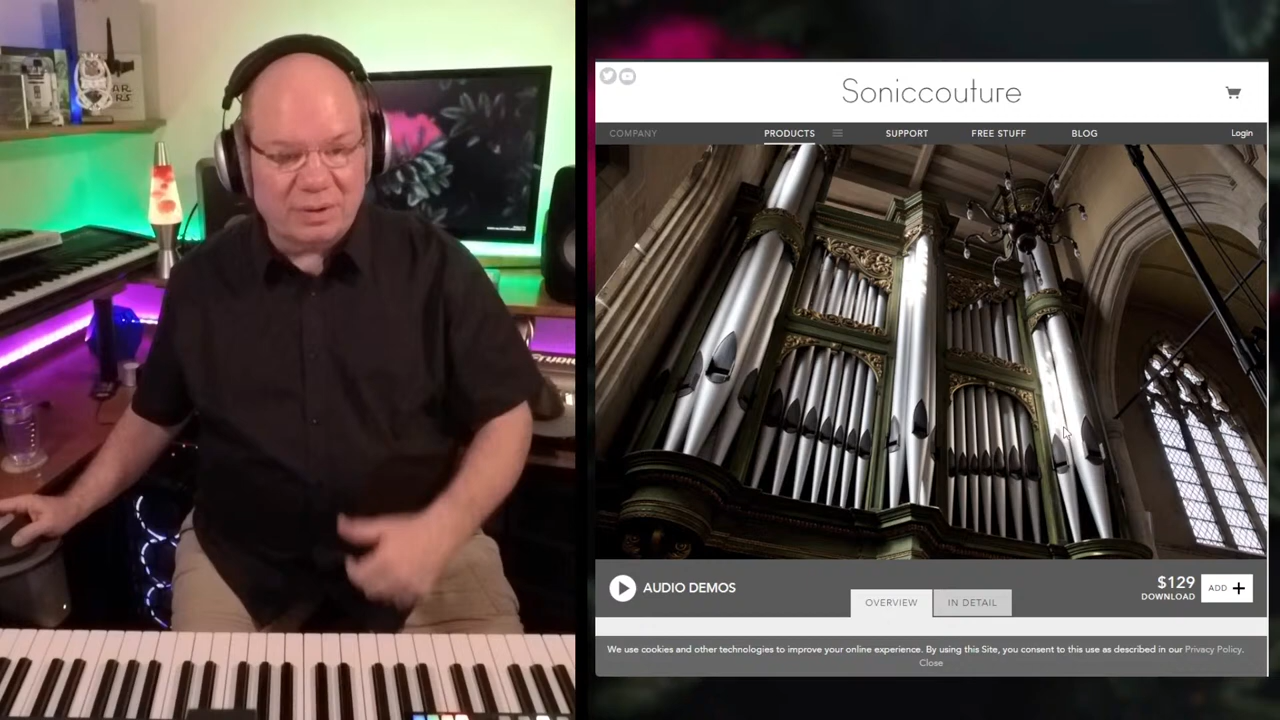 Soniccouture
COMPANY
PRODUCTS
SUPPORT
FREE STUFF
BLOG
Login
AUDIO DEMOS
$129
DOWNLOAD
ADD
OVERVIEW
IN DETAIL
We use cookies and other technologies to improve your online experience. By using this Site, you consent to this use as described in our Privacy Policy.
Close